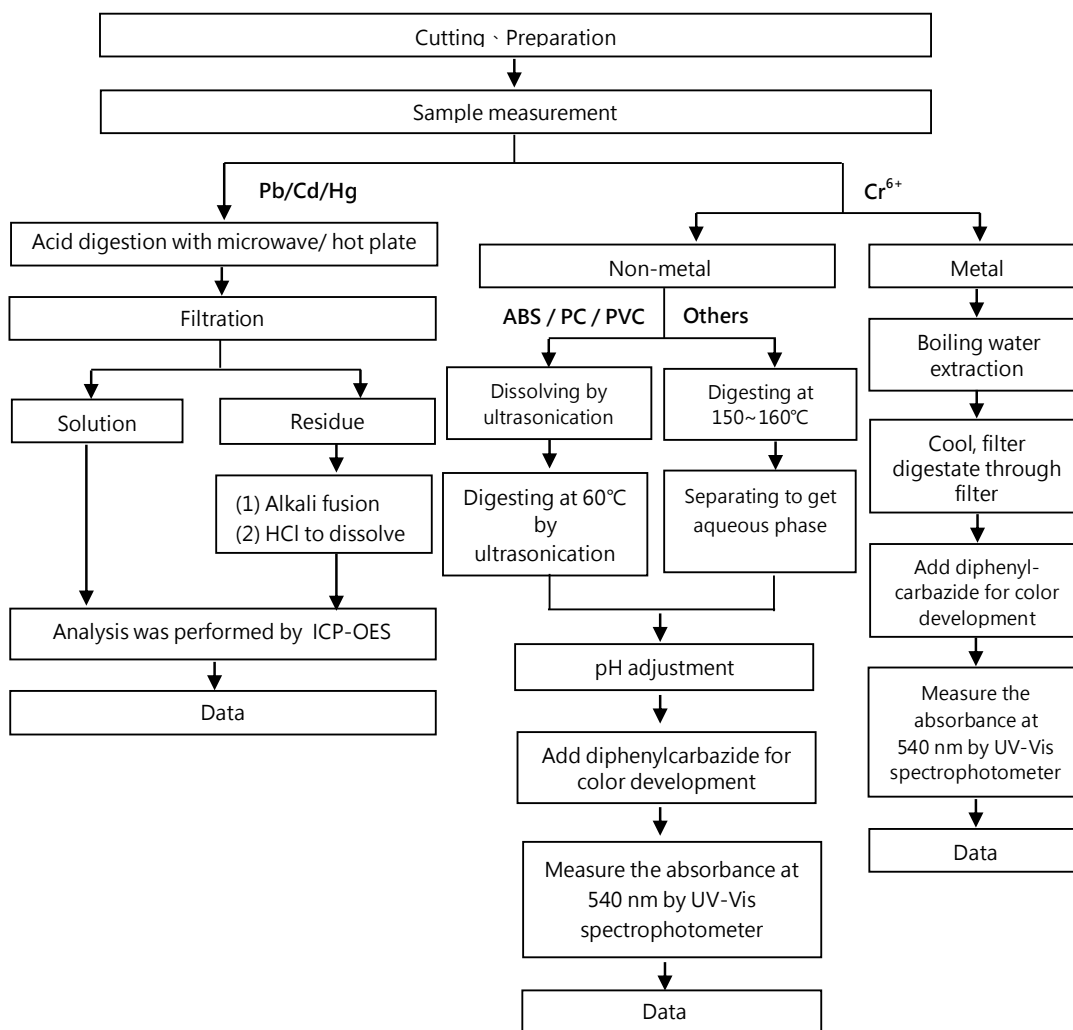 Cutting、Preparation
Sample measurement
Pb/Cd/Hg
Acid digestion with microwave/ hot plate
Filtration
Solution
Residue
(1) Alkali fusion
(2) HCl to dissolve
Analysis was performed by ICP-OES
Data
Cr⁶⁺
Non-metal
ABS / PC / PVC
Others
Dissolving by
ultrasonication
Digesting at 60℃
by
ultrasonication
Digesting at
150~160℃
Separating to get
aqueous phase
pH adjustment
Add diphenylcarbazide for
color development
Measure the absorbance at
540 nm by UV-Vis
spectrophotometer
Data
Metal
Boiling water
extraction
Cool, filter
digestate through
filter
Add diphenyl-
carbazide for color
development
Measure the
absorbance at
540 nm by UV-Vis
spectrophotometer
Data